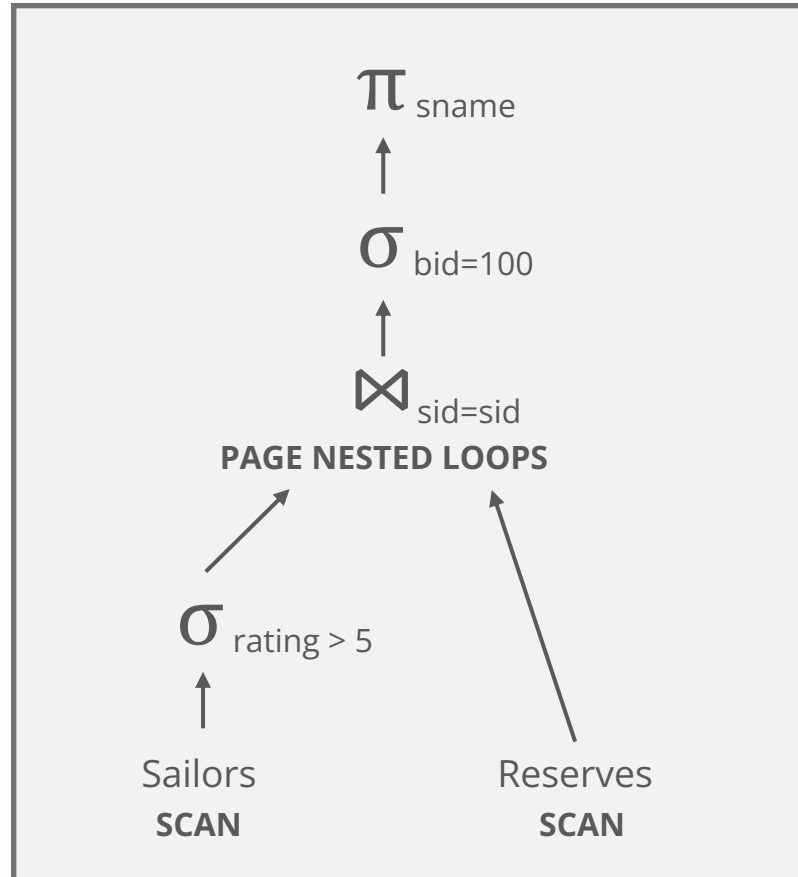 π sname
σ bid=100
⋈ sid=sid
PAGE NESTED LOOPS
σ rating > 5
Sailors
Reserves
SCAN
SCAN